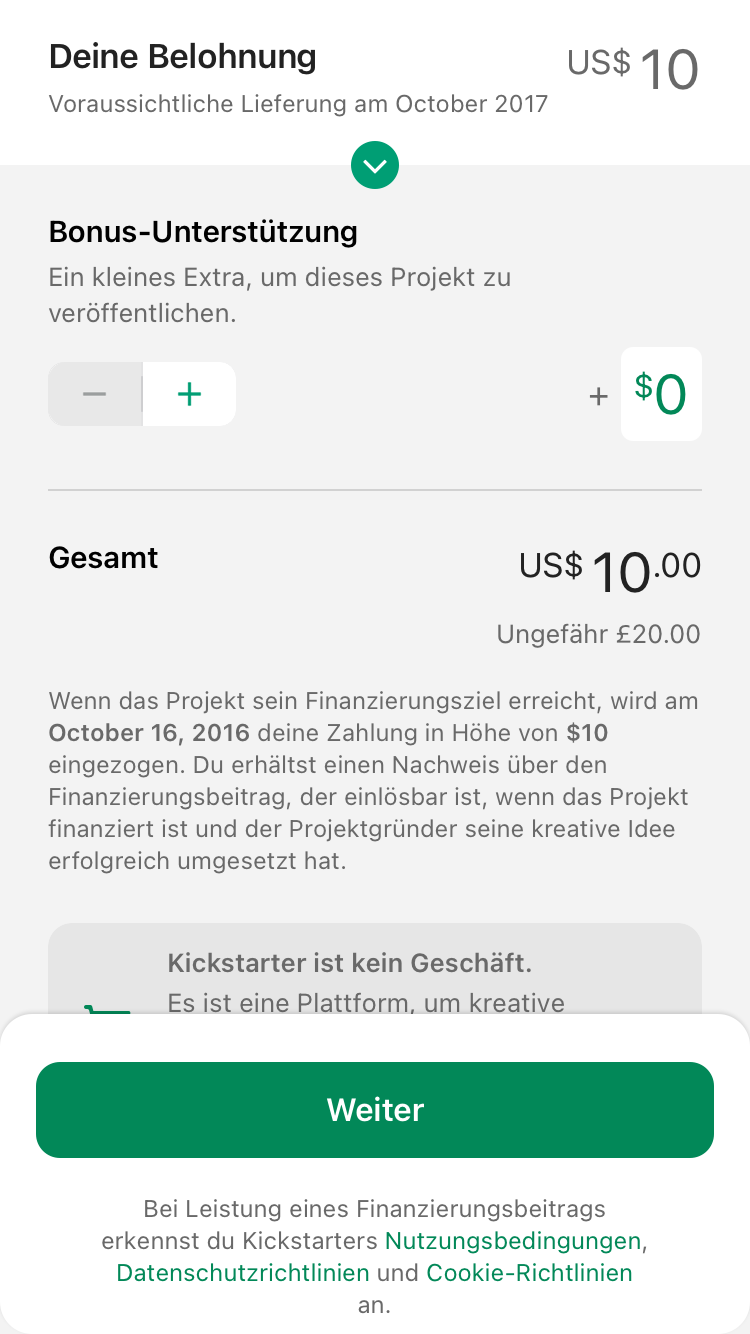 Deine Belohnung
US$ 10
Voraussichtliche Lieferung am October 2017
Bonus-Unterstützung
Ein kleines Extra, um dieses Projekt zu
veröffentlichen.
− + + $0
Gesamt
US$ 10.00
Ungefähr £20.00
Wenn das Projekt sein Finanzierungsziel erreicht, wird am
October 16, 2016 deine Zahlung in Höhe von $10
eingezogen. Du erhältst einen Nachweis über den
Finanzierungsbeitrag, der einlösbar ist, wenn das Projekt
finanziert ist und der Projektgründer seine kreative Idee
erfolgreich umgesetzt hat.
Kickstarter ist kein Geschäft.
Es ist eine Plattform, um kreative
Weiter
Bei Leistung eines Finanzierungsbeitrags
erkennst du Kickstarters Nutzungsbedingungen,
Datenschutzrichtlinien und Cookie-Richtlinien
an.